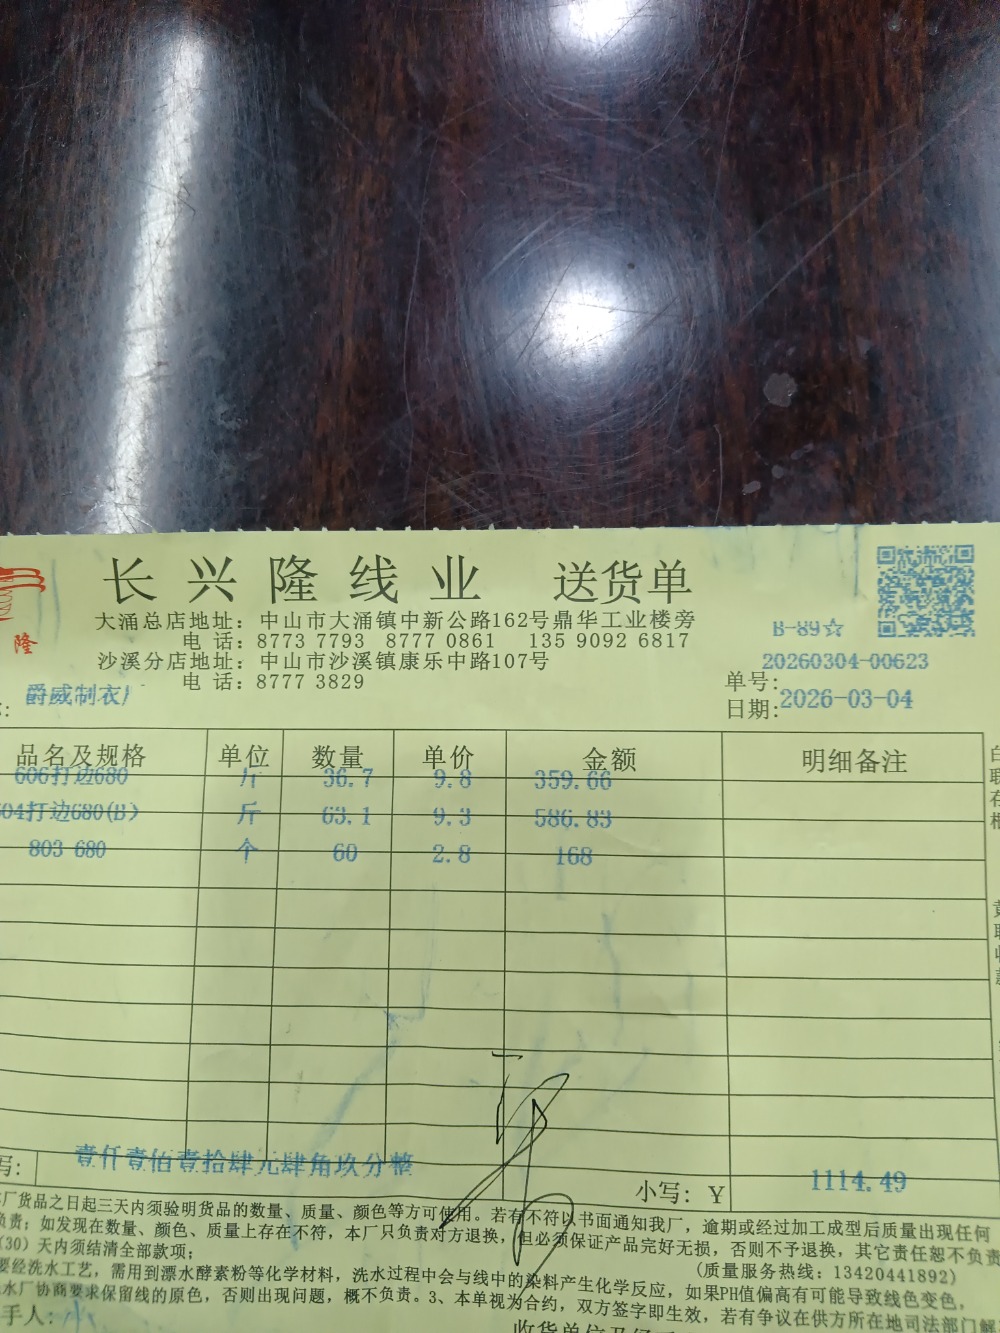 长兴隆线业 送货单
隆
大涌总店地址：中山市大涌镇中新公路162号鼎华工业楼旁
电 话：8773 7793 8777 0861 135 9092 6817
沙溪分店地址：中山市沙溪镇康乐中路107号
电 话：8777 3829
B-89☆
单号：20260304-00623
日期：2026-03-04
爵威制衣厂
品名及规格 单位 数量 单价 金额 明细备注
606打边680 斤 36.7 9.8 359.66
04打边680(B) 斤 63.1 9.3 586.83
803 680 个 60 2.8 168
写： 壹仟壹佰壹拾肆元肆角玖分整 小写：￥ 1114.49
厂货品之日起三天内须验明货品的数量、质量、颜色等方可使用。若有不符以书面通知我厂，逾期或经过加工成型后质量出现任何
负责；如发现在数量、颜色、质量上存在不符，本厂只负责对方退换，但必须保证产品完好无损，否则不予退换，其它责任恕不负责
（30）天内须结清全部款项；
（质量服务热线：13420441892）
要经洗水工艺，需用到漂水酵素粉等化学材料，洗水过程中会与线中的染料产生化学反应，如果PH值偏高有可能导致线色变色，
水厂协商要求保留线的原色，否则出现问题，概不负责。3、本单视为合约，双方签字即生效，若有争议在供方所在地司法部门解
手人：
收货单位及经